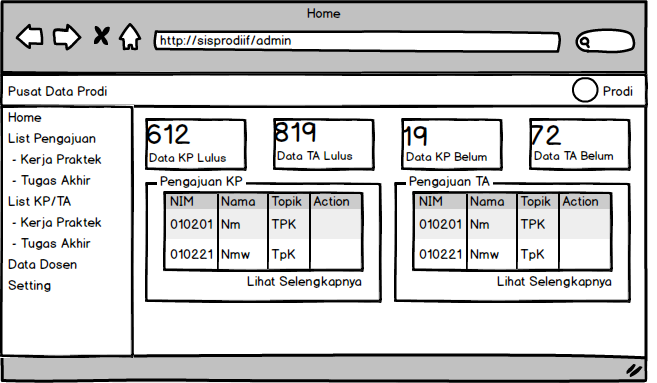 Home
http://sisprodiif/admin
Pusat Data Prodi
Prodi
Home
List Pengajuan
- Kerja Praktek
- Tugas Akhir
List KP/TA
- Kerja Praktek
- Tugas Akhir
Data Dosen
Setting
612
Data KP Lulus
819
Data TA Lulus
19
Data KP Belum
72
Data TA Belum
Pengajuan KP
NIM Nama Topik Action
010201 Nm TPK
010221 Nmw TpK
Lihat Selengkapnya
Pengajuan TA
NIM Nama Topik Action
010201 Nm TPK
010221 Nmw TpK
Lihat Selengkapnya